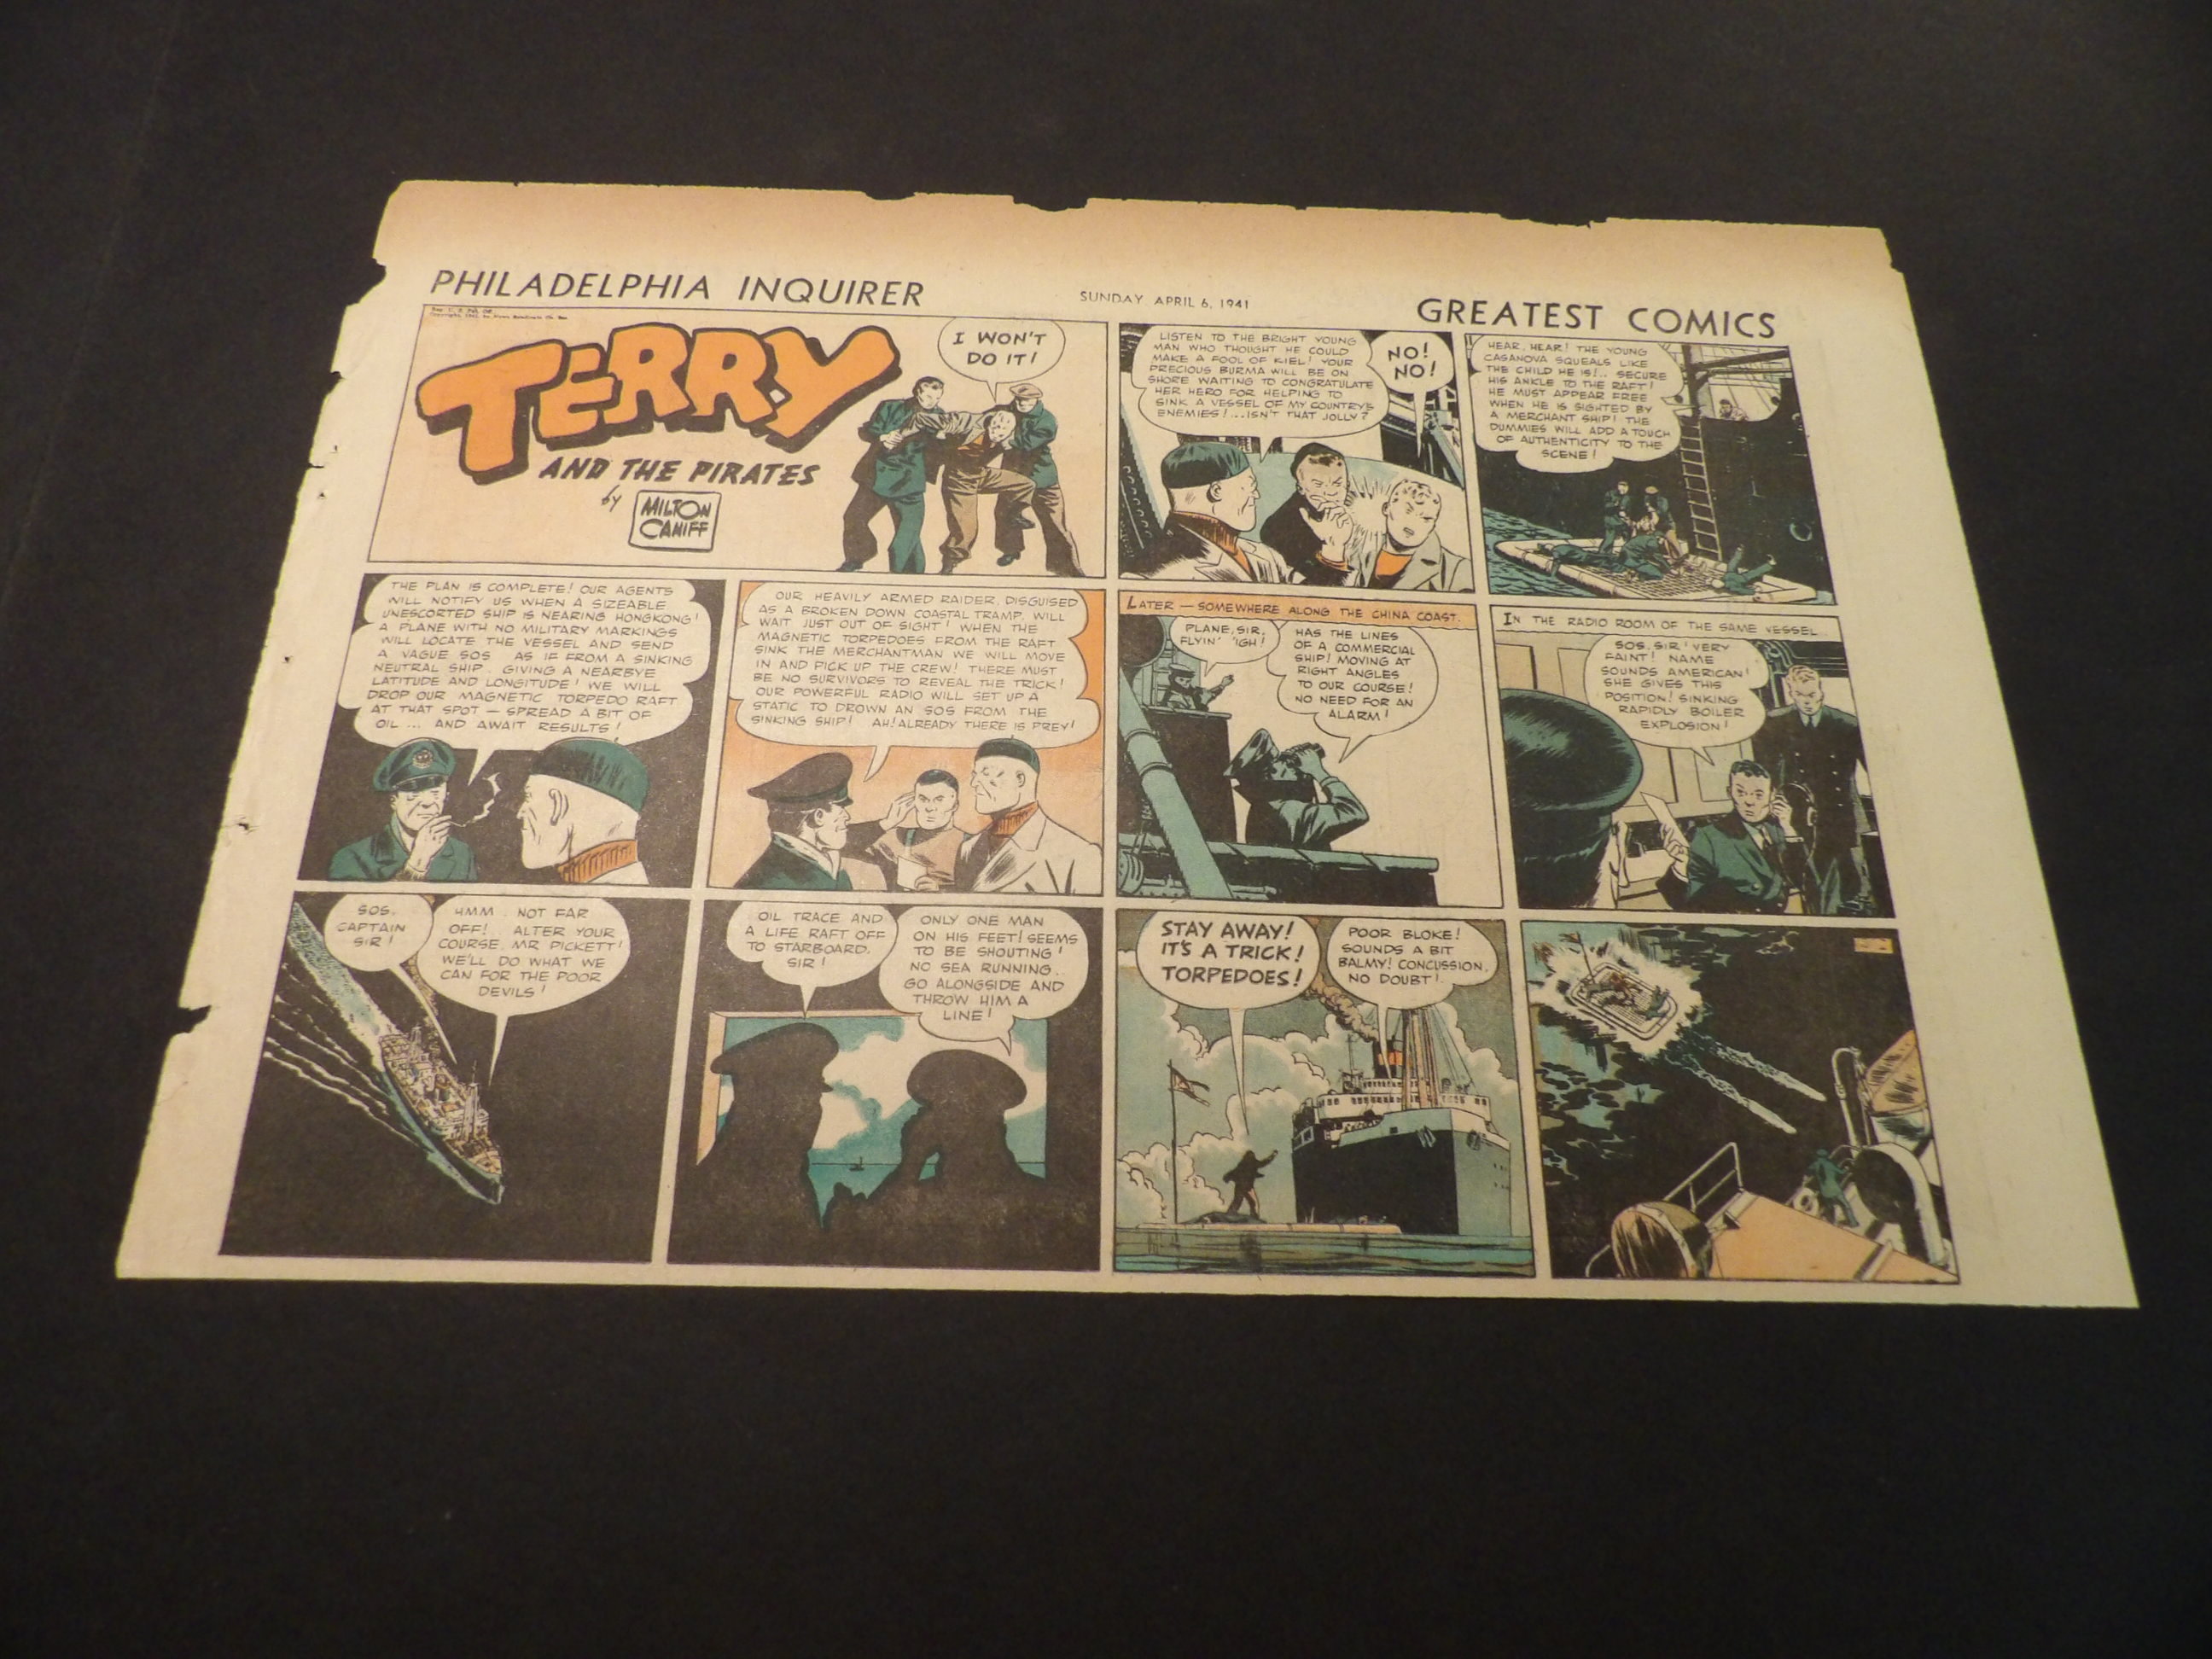 PHILADELPHIA INQUIRER
SUNDAY APRIL 6, 1941
GREATEST COMICS
TERRY
AND THE PIRATES
by
MILTON
CANIFF
I WON'T
DO IT!
LISTEN TO THE BRIGHT YOUNG
MAN WHO THOUGHT HE COULD
MAKE A FOOL OF KIEL! YOUR
PRECIOUS BURMA WILL BE ON
SHORE WAITING TO CONGRATULATE
HER HERO FOR HELPING TO
SINK A VESSEL OF MY COUNTRY'S
ENEMIES!...ISN'T THAT JOLLY?
NO!
NO!
HEAR, HEAR! THE YOUNG
CASANOVA SQUEALS LIKE
THE CHILD HE IS!.. SECURE
HIS ANKLE TO THE RAFT!
HE MUST APPEAR FREE
WHEN HE IS SIGHTED BY
A MERCHANT SHIP! THE
DUMMIES WILL ADD A TOUCH
OF AUTHENTICITY TO THE
SCENE!
THE PLAN IS COMPLETE! OUR AGENTS
WILL NOTIFY US WHEN A SIZEABLE
UNESCORTED SHIP IS NEARING HONGKONG!
A PLANE WITH NO MILITARY MARKINGS
WILL LOCATE THE VESSEL AND SEND
A VAGUE SOS AS IF FROM A SINKING
NEUTRAL SHIP. GIVING A NEARBYE
LATITUDE AND LONGITUDE! WE WILL
DROP OUR MAGNETIC TORPEDO RAFT
AT THAT SPOT — SPREAD A BIT OF
OIL ... AND AWAIT RESULTS!
OUR HEAVILY ARMED RAIDER, DISGUISED
AS A BROKEN DOWN COASTAL TRAMP, WILL
WAIT JUST OUT OF SIGHT! WHEN THE
MAGNETIC TORPEDOES FROM THE RAFT
SINK THE MERCHANTMAN WE WILL MOVE
IN AND PICK UP THE CREW! THERE MUST
BE NO SURVIVORS TO REVEAL THE TRICK!
OUR POWERFUL RADIO WILL SET UP A
STATIC TO DROWN AN SOS FROM THE
SINKING SHIP! AH! ALREADY THERE IS PREY!
LATER — SOMEWHERE ALONG THE CHINA COAST.
PLANE, SIR,
FLYIN' 'IGH!
HAS THE LINES
OF A COMMERCIAL
SHIP! MOVING AT
RIGHT ANGLES
TO OUR COURSE!
NO NEED FOR AN
ALARM!
IN THE RADIO ROOM OF THE SAME VESSEL..
SOS, SIR! VERY
FAINT! NAME
SOUNDS AMERICAN!
SHE GIVES THIS
POSITION! SINKING
RAPIDLY BOILER
EXPLOSION!
SOS,
CAPTAIN
SIR!
HMM. NOT FAR
OFF! ALTER YOUR
COURSE, MR PICKETT!
WE'LL DO WHAT WE
CAN FOR THE POOR
DEVILS!
OIL TRACE AND
A LIFE RAFT OFF
TO STARBOARD,
SIR!
ONLY ONE MAN
ON HIS FEET! SEEMS
TO BE SHOUTING!
NO SEA RUNNING..
GO ALONGSIDE AND
THROW HIM A
LINE!
STAY AWAY!
IT'S A TRICK!
TORPEDOES!
POOR BLOKE!
SOUNDS A BIT
BALMY! CONCUSSION,
NO DOUBT!